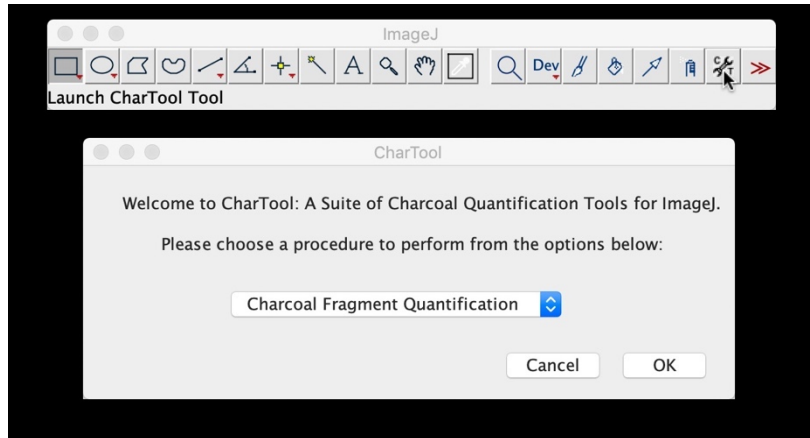 ImageJ
A Dev C T
Launch CharTool Tool
CharTool
Welcome to CharTool: A Suite of Charcoal Quantification Tools for ImageJ.
Please choose a procedure to perform from the options below:
Charcoal Fragment Quantification
Cancel OK